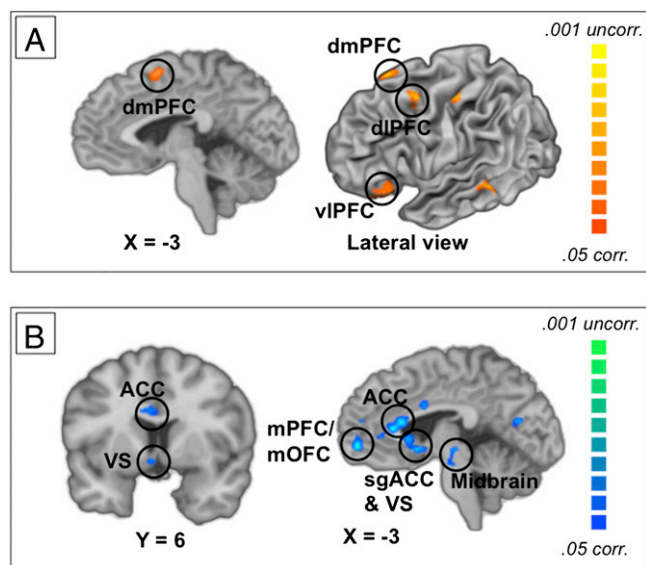 A
.001 uncorr.
dmPFC
dmPFC
dlPFC
vlPFC
X = -3
Lateral view
.05 corr.
B
.001 uncorr.
ACC
ACC
mPFC/
mOFC
VS
sgACC
& VS
Midbrain
Y = 6
X = -3
.05 corr.